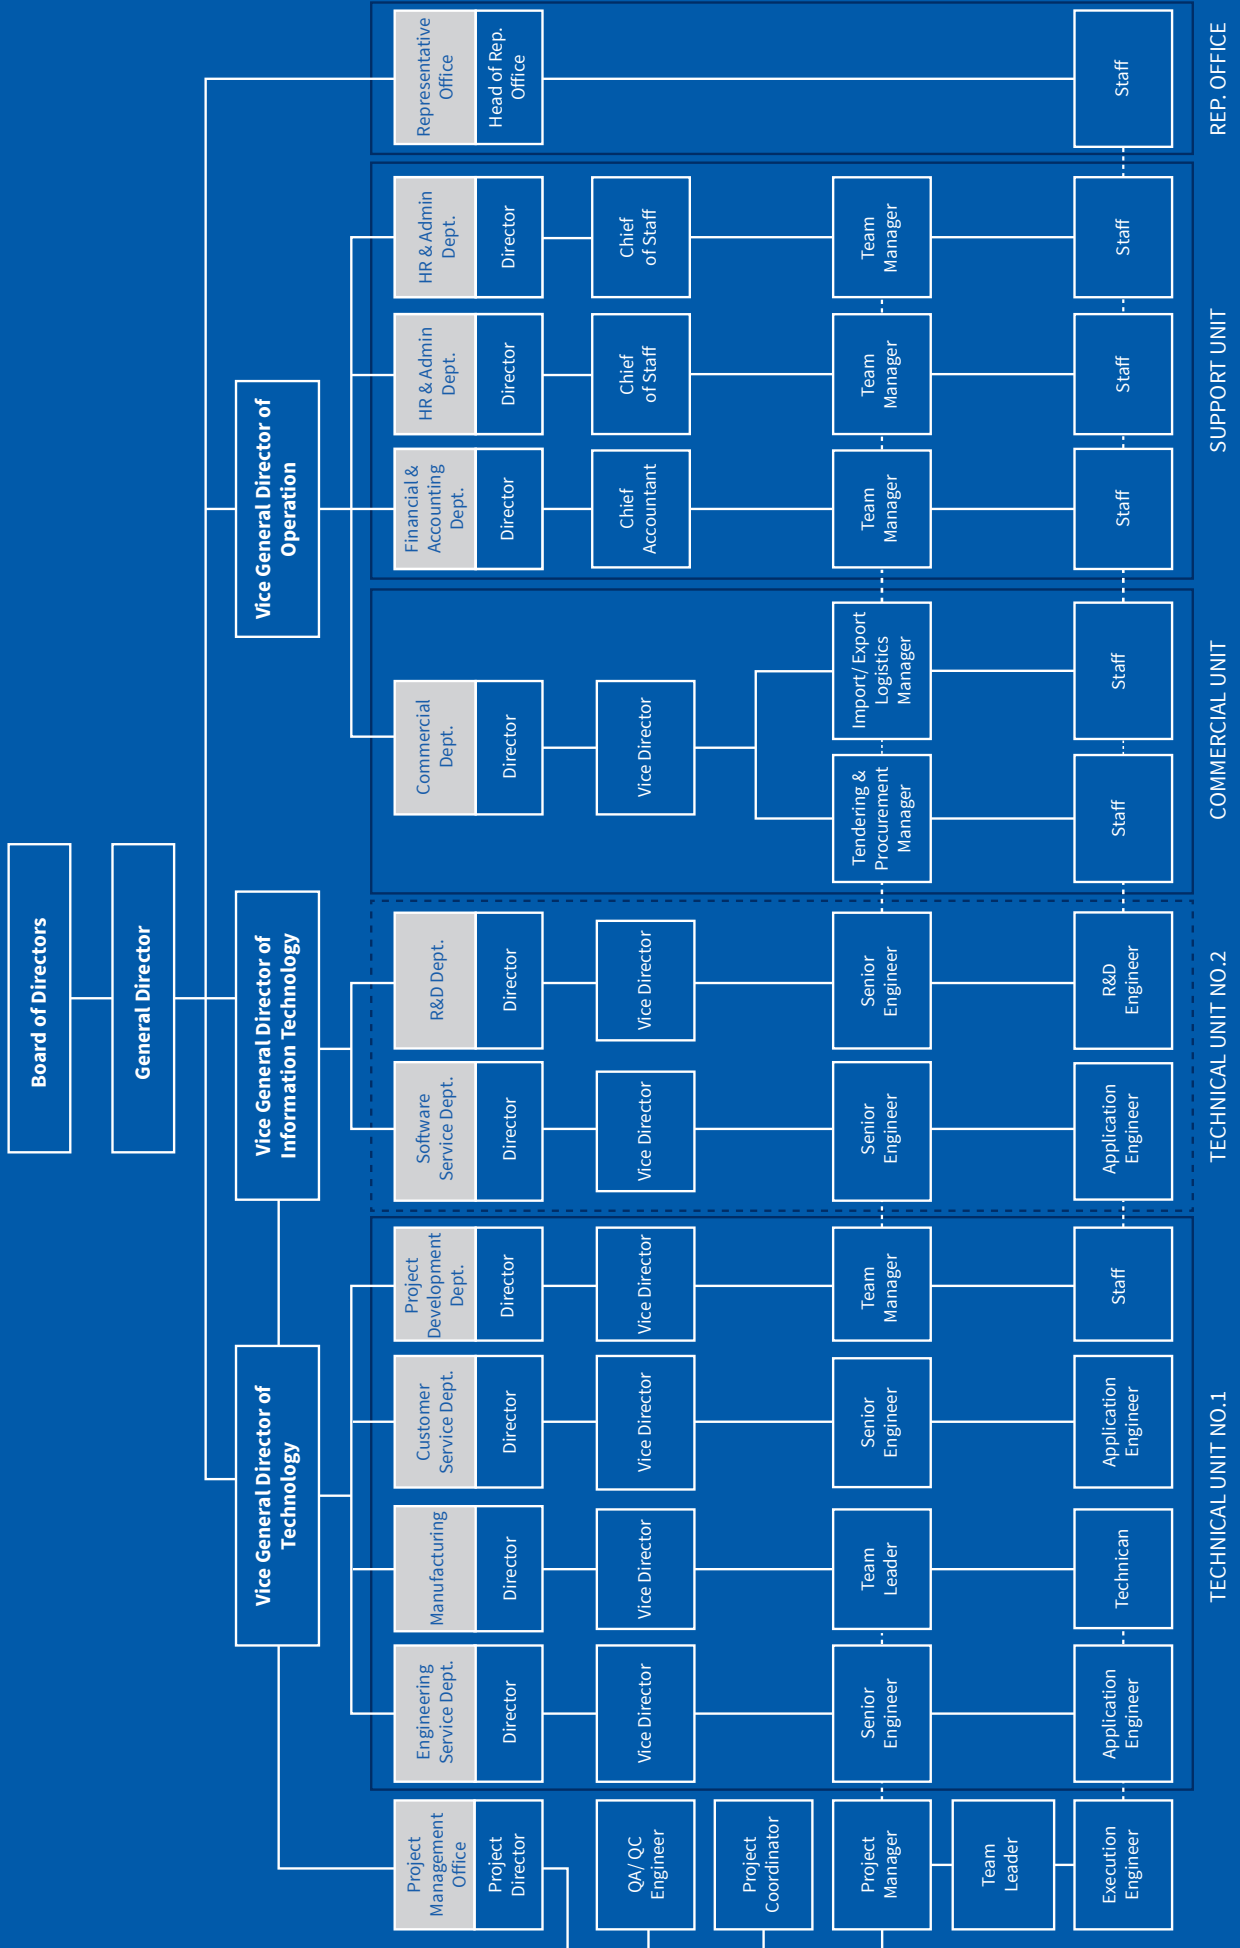 Board of Directors
General Director
Vice General Director of
Technology
Vice General Director of
Information Technology
Vice General Director of
Operation
Project
Management
Office
Engineering
Service Dept.
Manufacturing
Customer
Service Dept.
Project
Development
Dept.
Software
Service Dept.
R&D Dept.
Commercial
Dept.
Financial &
Accounting
Dept.
HR & Admin
Dept.
HR & Admin
Dept.
Representative
Office
Project
Director
Director
Director
Director
Director
Director
Director
Director
Director
Director
Director
Head of Rep.
Office
QA/ QC
Engineer
Vice Director
Vice Director
Vice Director
Vice Director
Vice Director
Vice Director
Vice Director
Chief
Accountant
Chief
of Staff
Chief
of Staff
Project
Coordinator
Project
Manager
Senior
Engineer
Team
Leader
Senior
Engineer
Team
Manager
Senior
Engineer
Senior
Engineer
Tendering &
Procurement
Manager
Import/ Export
Logistics
Manager
Team
Manager
Team
Manager
Team
Manager
Team
Leader
Execution
Engineer
Application
Engineer
Technican
Application
Engineer
Staff
Application
Engineer
R&D
Engineer
Staff
Staff
Staff
Staff
Staff
Staff
TECHNICAL UNIT NO.1
TECHNICAL UNIT NO.2
COMMERCIAL UNIT
SUPPORT UNIT
REP. OFFICE